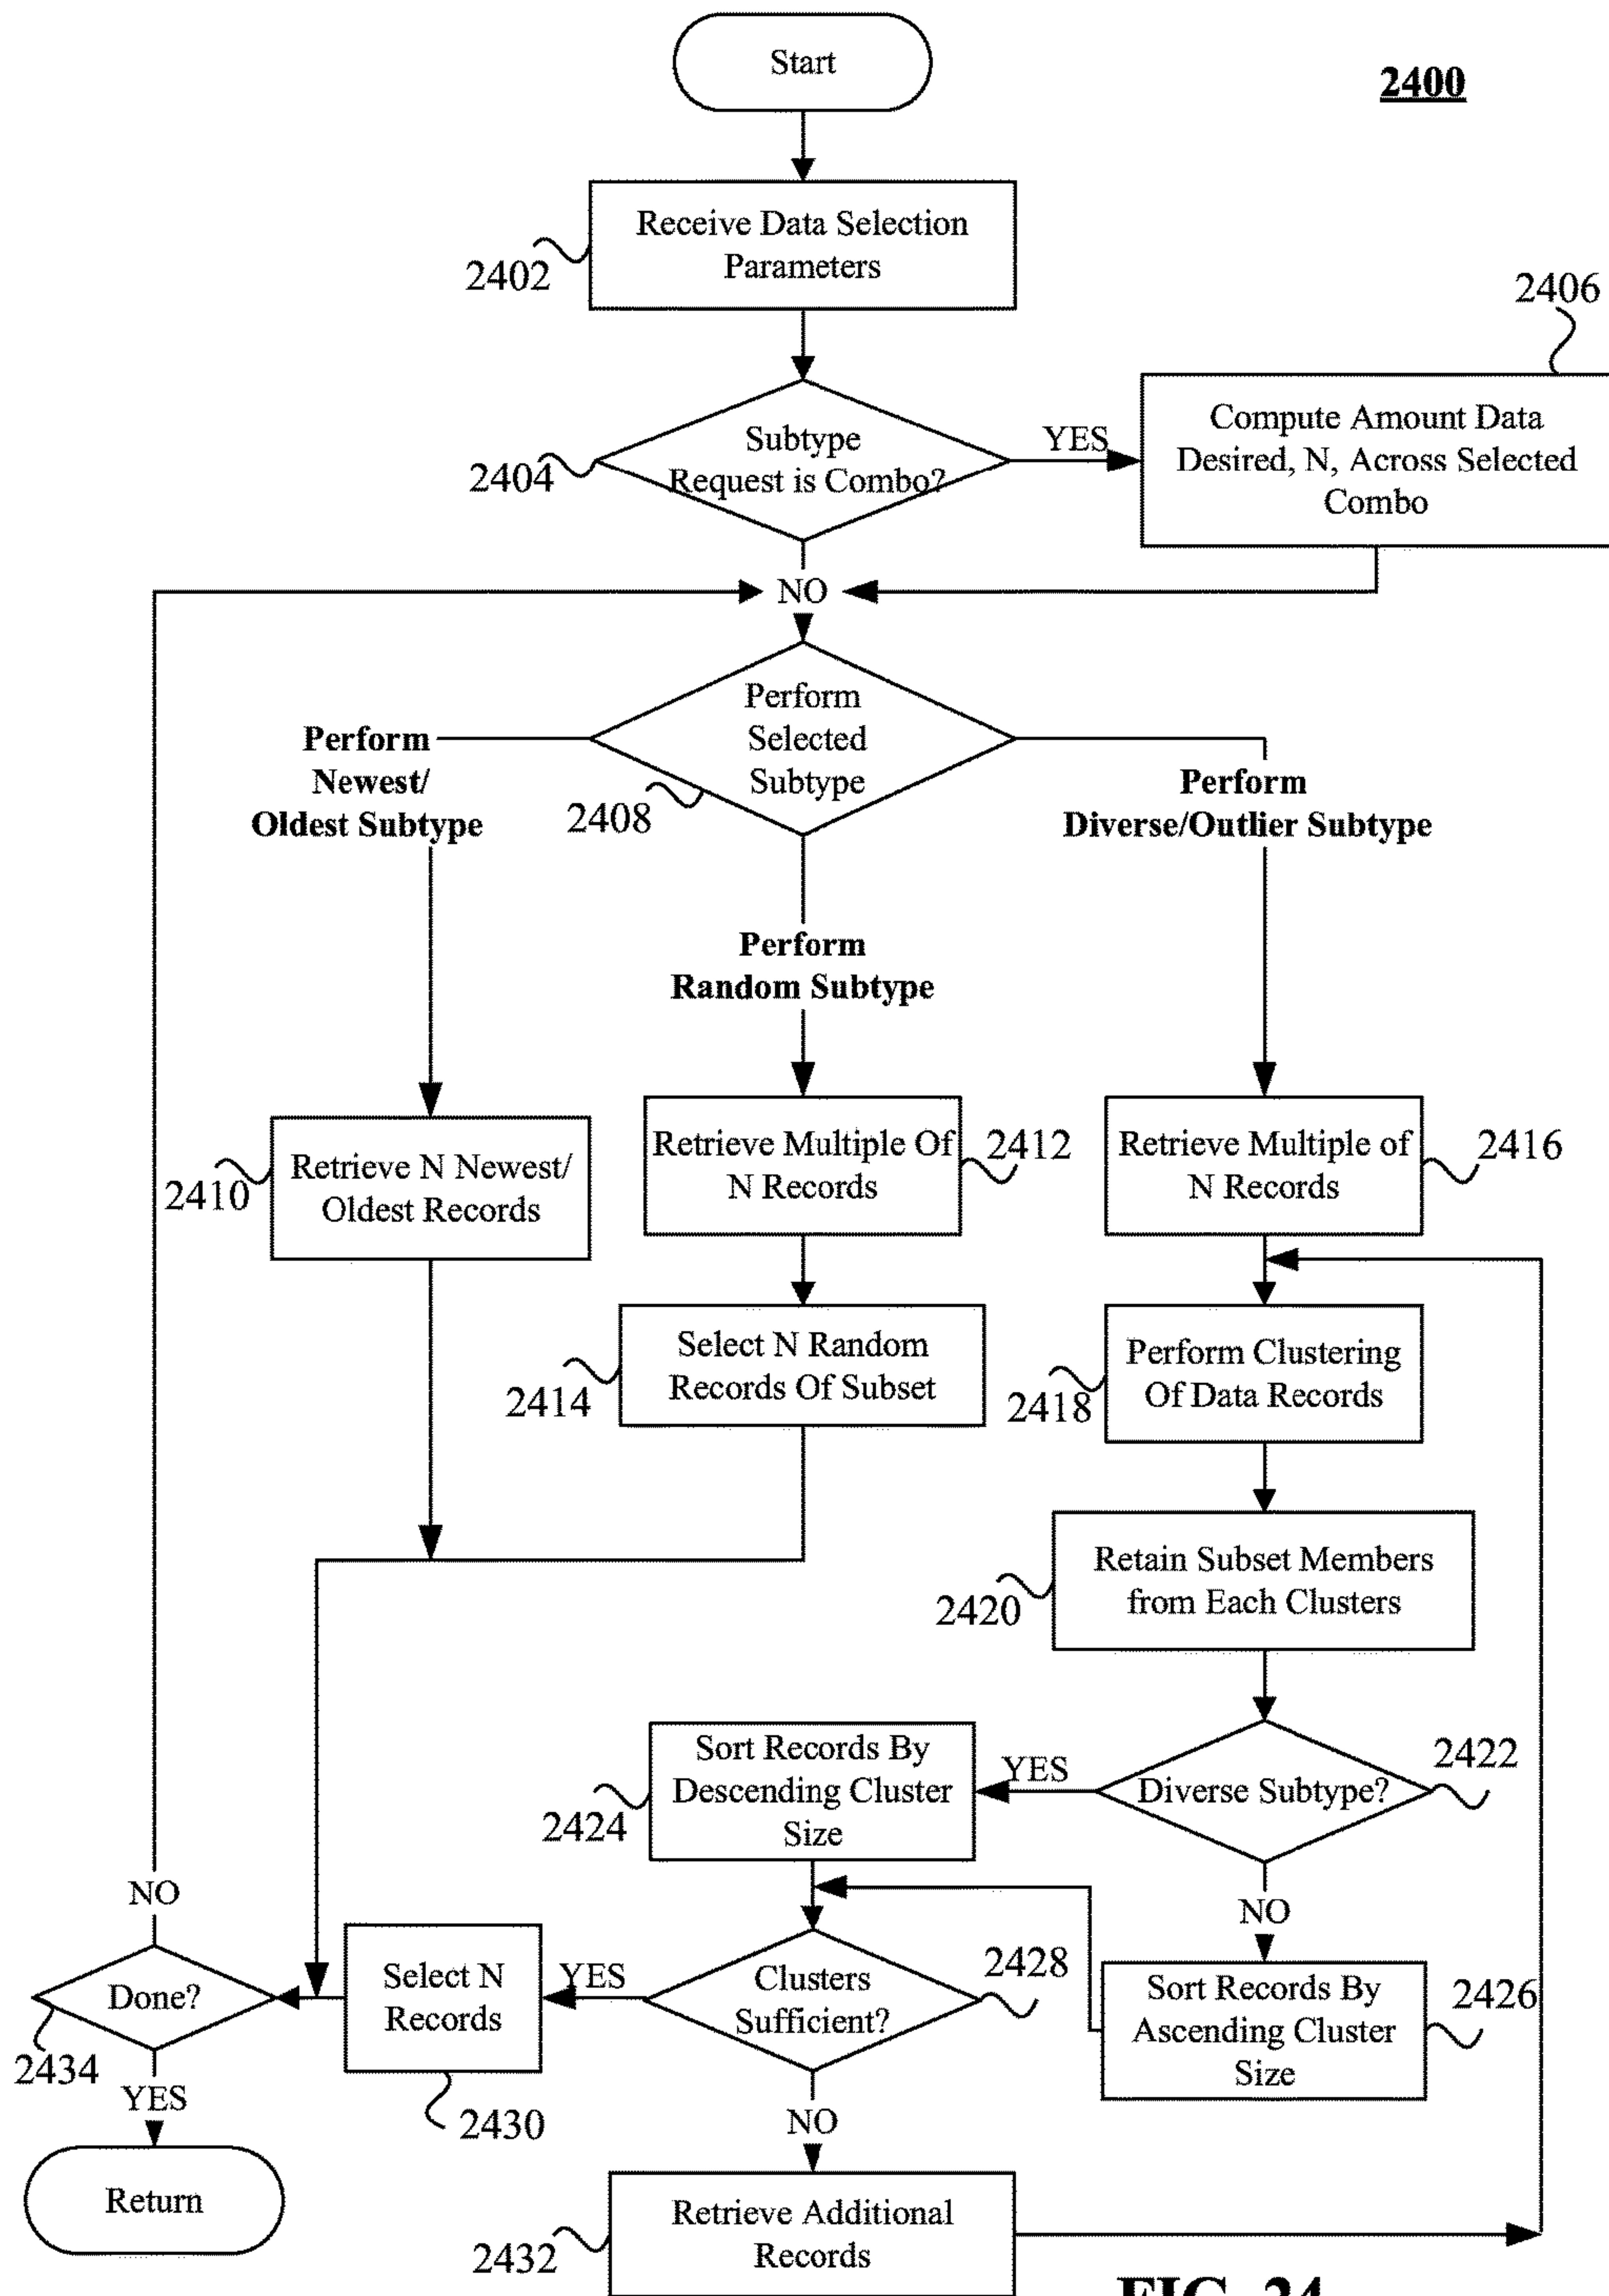 Start
2400
Receive Data Selection
Parameters
2402
2406
Subtype
Request is Combo?
2404
YES
Compute Amount Data
Desired, N, Across Selected
Combo
NO
Perform
Selected
Subtype
2408
Perform
Newest/
Oldest Subtype
Perform
Diverse/Outlier Subtype
Perform
Random Subtype
Retrieve N Newest/
Oldest Records
2410
Retrieve Multiple Of
N Records
2412
Retrieve Multiple of
N Records
2416
Select N Random
Records Of Subset
2414
Perform Clustering
Of Data Records
2418
Retain Subset Members
from Each Clusters
2420
Sort Records By
Descending Cluster
Size
2424
YES
Diverse Subtype?
2422
NO
NO
Done?
2434
YES
Return
Select N
Records
2430
YES
Clusters
Sufficient?
2428
Sort Records By
Ascending Cluster
Size
2426
NO
Retrieve Additional
Records
2432
FIG. 24